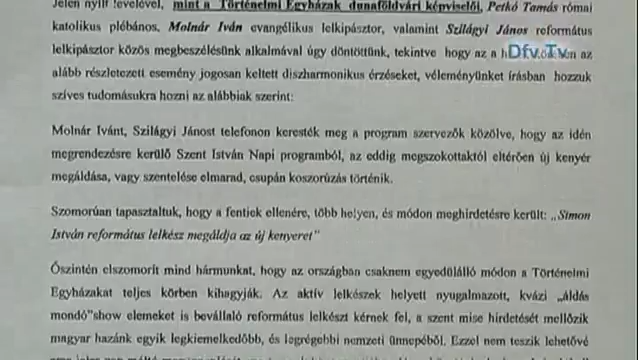 Jelen nyílt levelével, mint a Történelmi Egyházak dunaföldvári képviselői, Petkó Tamás római
katolikus plébános, Molnár Iván evangélikus lelkipásztor, valamint Szilágyi János református
lelkipásztor közös megbeszélésünk alkalmával úgy döntöttünk, tekintve hogy az a az
alább részletezett esemény jogosan keltett diszharmonikus érzéseket, véleményünket írásban hozzuk
szíves tudomásukra hozni az alábbiak szerint:
Dfv.Tv
Molnár Ivánt, Szilágyi Jánost telefonon keresték meg a program szervezők közölve, hogy az idén
megrendezésre kerülő Szent István Napi programból, az eddig megszokottaktól eltérően új kenyér
megáldása, vagy szentelése elmarad, csupán koszorúzás történik.
Szomorúan tapasztaltuk, hogy a fentiek ellenére, több helyen, és módon meghirdetésre került: „Simon
István református lelkész megáldja az új kenyeret"
Őszintén elszomorít mind hármunkat, hogy az országban csaknem egyedülálló módon a Történelmi
Egyházakat teljes körben kihagyják. Az aktív lelkészek helyett nyugalmazott, kvázi „áldás
mondó"show elemeket is bevállaló református lelkészt kérnek fel, a szent mise hirdetését mellőzik
magyar hazánk egyik legkiemelkedőbb, és legrégebbi nemzeti ünnepéből. Ezzel nem teszik lehetővé